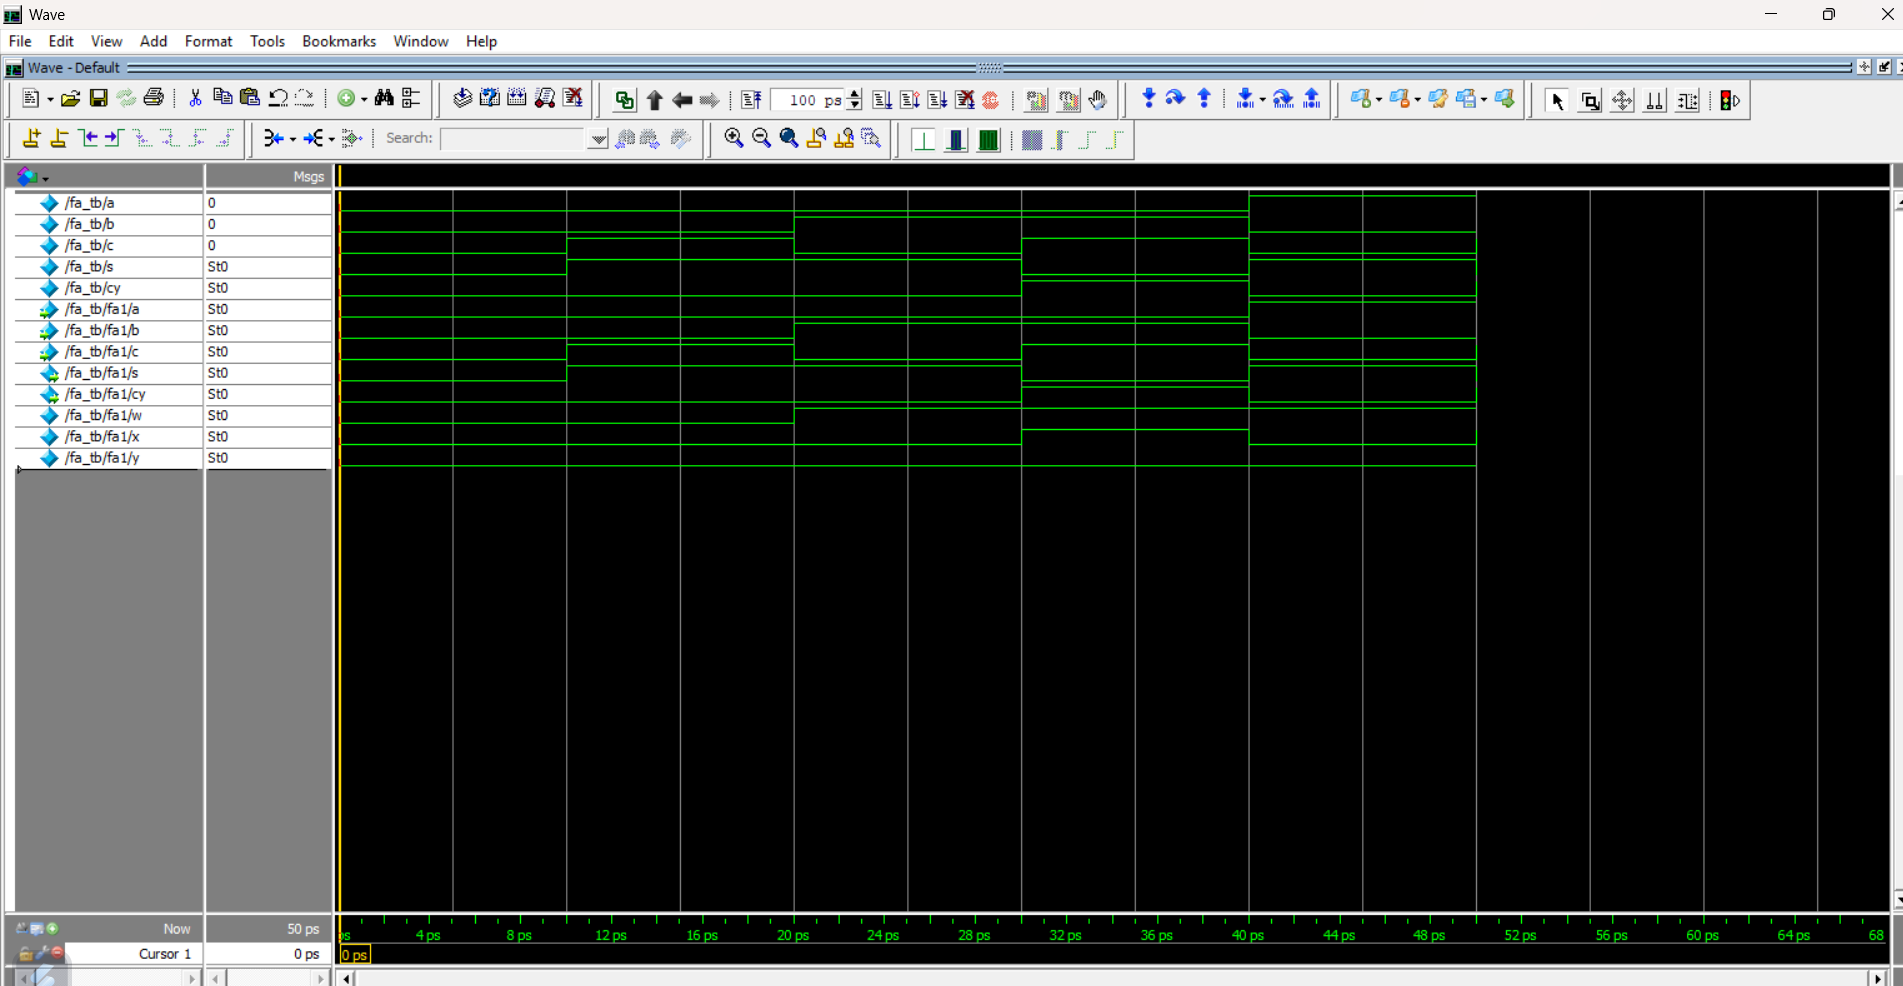 Wave
File Edit View Add Format Tools Bookmarks Window Help
Wave - Default
100 ps
Search:
Msgs
/fa_tb/a 0
/fa_tb/b 0
/fa_tb/c 0
/fa_tb/s St0
/fa_tb/cy St0
/fa_tb/fa1/a St0
/fa_tb/fa1/b St0
/fa_tb/fa1/c St0
/fa_tb/fa1/s St0
/fa_tb/fa1/cy St0
/fa_tb/fa1/w St0
/fa_tb/fa1/x St0
/fa_tb/fa1/y St0
Now 50 ps ps 4 ps 8 ps 12 ps 16 ps 20 ps 24 ps 28 ps 32 ps 36 ps 40 ps 44 ps 48 ps 52 ps 56 ps 60 ps 64 ps 68
Cursor 1 0 ps 0 ps